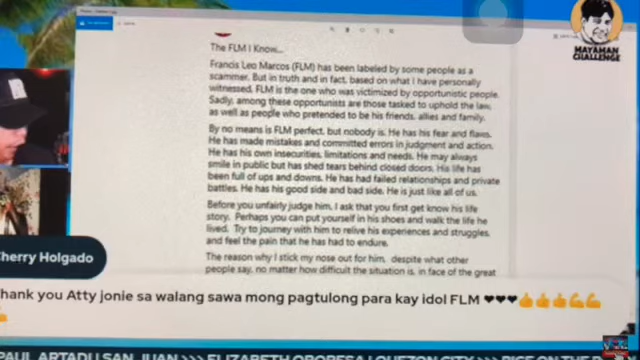 The FLM I Know...
Francis Leo Marcos (FLM) has been labeled by some people as a
scammer. But in truth and in fact, based on what I have personally
witnessed, FLM is the one who was victimized by opportunistic people.
Sadly, among these opportunists are those tasked to uphold the law,
as well as people who pretended to be his friends, allies and family.
By no means is FLM perfect, but nobody is. He has his fear and flaws.
He has made mistakes and committed errors in judgment and action.
He has his own insecurities, limitations and needs. He may always
smile in public but has shed tears behind closed doors. His life has
been full of ups and downs. He has had failed relationships and private
battles. He has his good side and bad side. He is just like all of us.
Before you unfairly judge him, I ask that you first get know his life
story. Perhaps you can put yourself in his shoes and walk the life he
lived. Try to journey with him to relive his experiences and struggles,
and feel the pain that he has had to endure.
The reason why I stick my nose out for him, despite what other
people say, no matter how difficult the situation is, in face of the great
MAYAMAN
CHALLENGE
herry Holgado
hank you Atty jonie sa walang sawa mong pagtulong para kay idol FLM ❤❤❤👍👍👍💪💪
💪
PAUL ARTADU SAN JUAN >>> ELIZABETH OROPESA